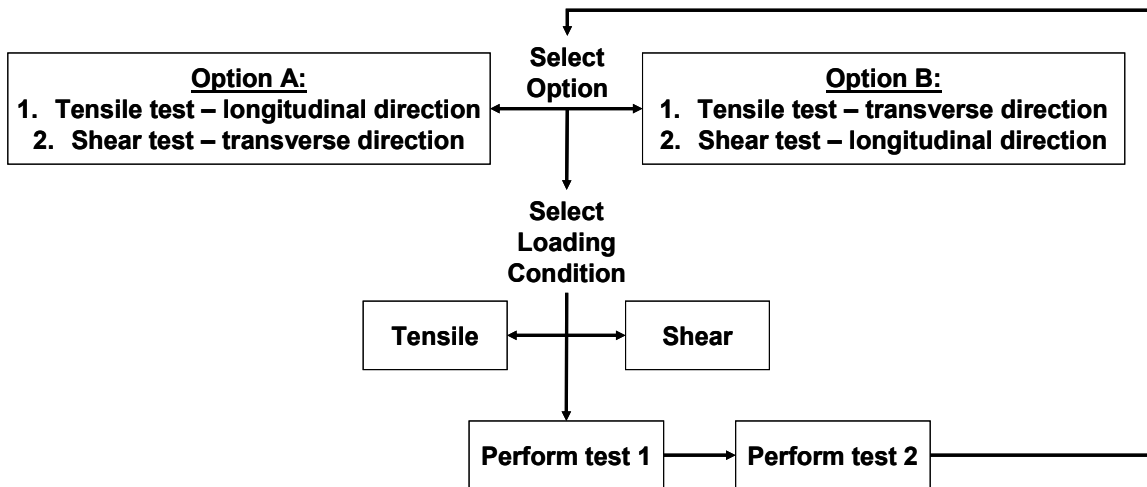 Select
Option
Option A:
1. Tensile test – longitudinal direction
2. Shear test – transverse direction
Option B:
1. Tensile test – transverse direction
2. Shear test – longitudinal direction
Select
Loading
Condition
Tensile
Shear
Perform test 1
Perform test 2